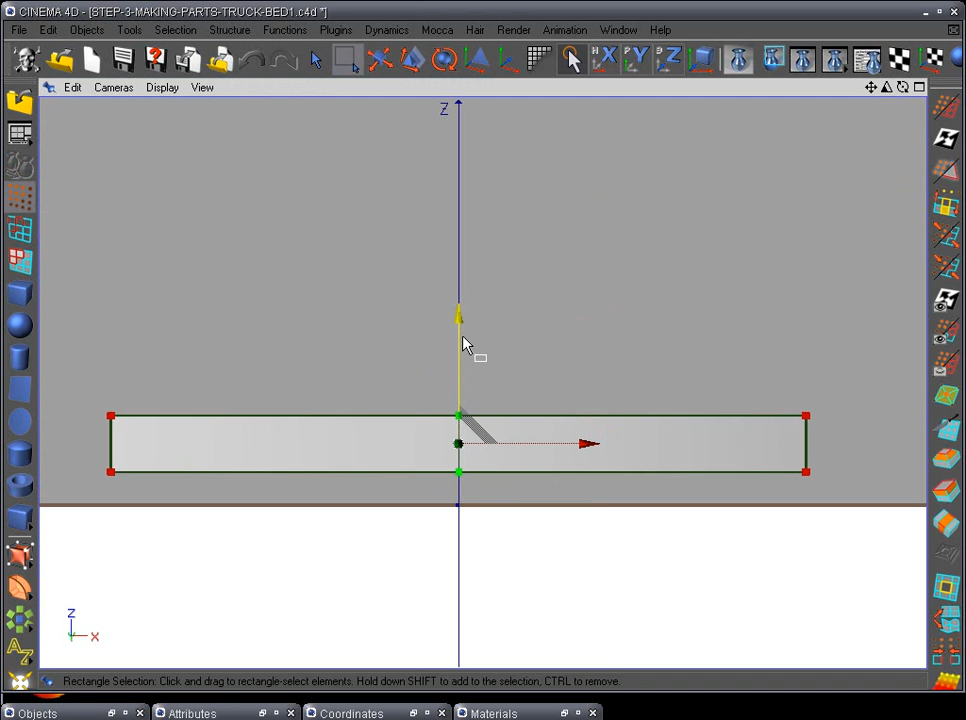 CINEMA 4D - [STEP-3-MAKING-PARTS-TRUCK-BED1.c4d *]
File Edit Objects Tools Selection Structure Functions Plugins Dynamics Mocca Hair Render Animation Window Help
X Y Z
Edit Cameras Display View
Z
Z
Y X
Rectangle Selection: Click and drag to rectangle-select elements. Hold down SHIFT to add to the selection, CTRL to remove.
Objects Attributes Coordinates Materials